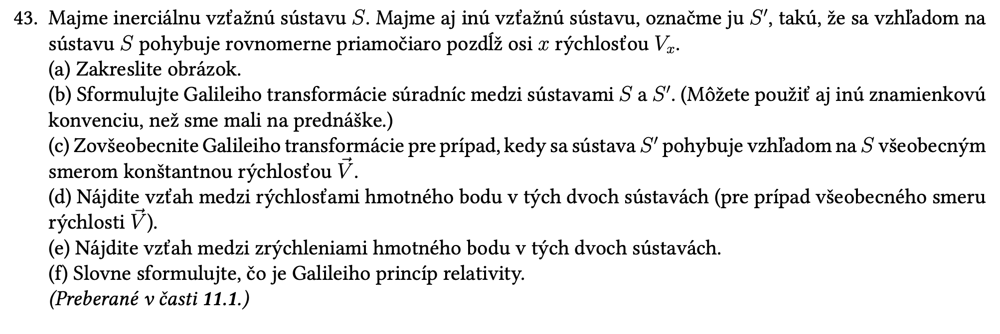 43. Majme inerciálnu vzťažnú sústavu S. Majme aj inú vzťažnú sústavu, označme ju S′, takú, že sa vzhľadom na
sústavu S pohybuje rovnomerne priamočiaro pozdĺž osi x rýchlosťou Vₓ.
(a) Zakreslite obrázok.
(b) Sformulujte Galileiho transformácie súradníc medzi sústavami S a S′. (Môžete použiť aj inú znamienkovú
konvenciu, než sme mali na prednáške.)
(c) Zovšeobecnite Galileiho transformácie pre prípad, kedy sa sústava S′ pohybuje vzhľadom na S všeobecným
smerom konštantnou rýchlosťou V⃗.
(d) Nájdite vzťah medzi rýchlosťami hmotného bodu v tých dvoch sústavách (pre prípad všeobecného smeru
rýchlosti V⃗).
(e) Nájdite vzťah medzi zrýchleniami hmotného bodu v tých dvoch sústavách.
(f) Slovne sformulujte, čo je Galileiho princíp relativity.
(Preberané v časti 11.1.)